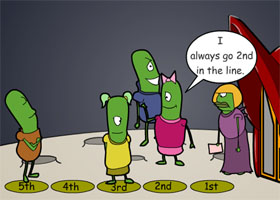 I
always go 2nd
in the line.
5th 4th 3rd 2nd 1st